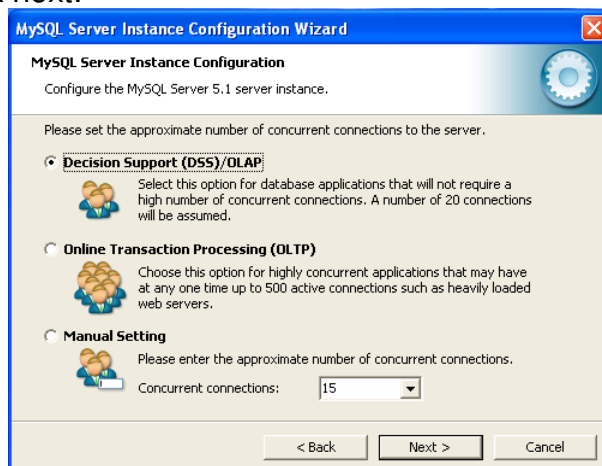 next.
MySQL Server Instance Configuration Wizard
MySQL Server Instance Configuration
Configure the MySQL Server 5.1 server instance.
Please set the approximate number of concurrent connections to the server.
Decision Support (DSS)/OLAP
Select this option for database applications that will not require a
high number of concurrent connections. A number of 20 connections
will be assumed.
Online Transaction Processing (OLTP)
Choose this option for highly concurrent applications that may have
at any one time up to 500 active connections such as heavily loaded
web servers.
Manual Setting
Please enter the approximate number of concurrent connections.
Concurrent connections: 15
< Back Next > Cancel